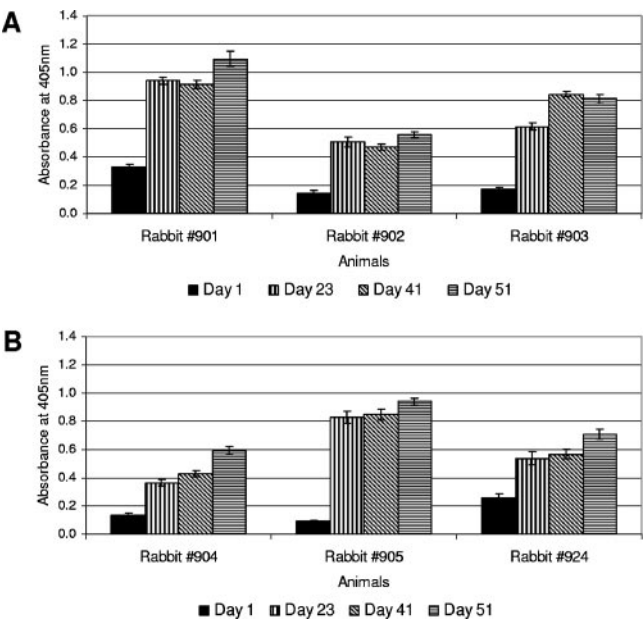 A
Absorbance at 405nm
1.4
1.2
1.0
0.8
0.6
0.4
0.2
0.0
Rabbit #901 Rabbit #902 Rabbit #903
Animals
Day 1 Day 23 Day 41 Day 51
B
Absorbance at 405nm
1.4
1.2
1.0
0.8
0.6
0.4
0.2
0.0
Rabbit #904 Rabbit #905 Rabbit #924
Animals
Day 1 Day 23 Day 41 Day 51